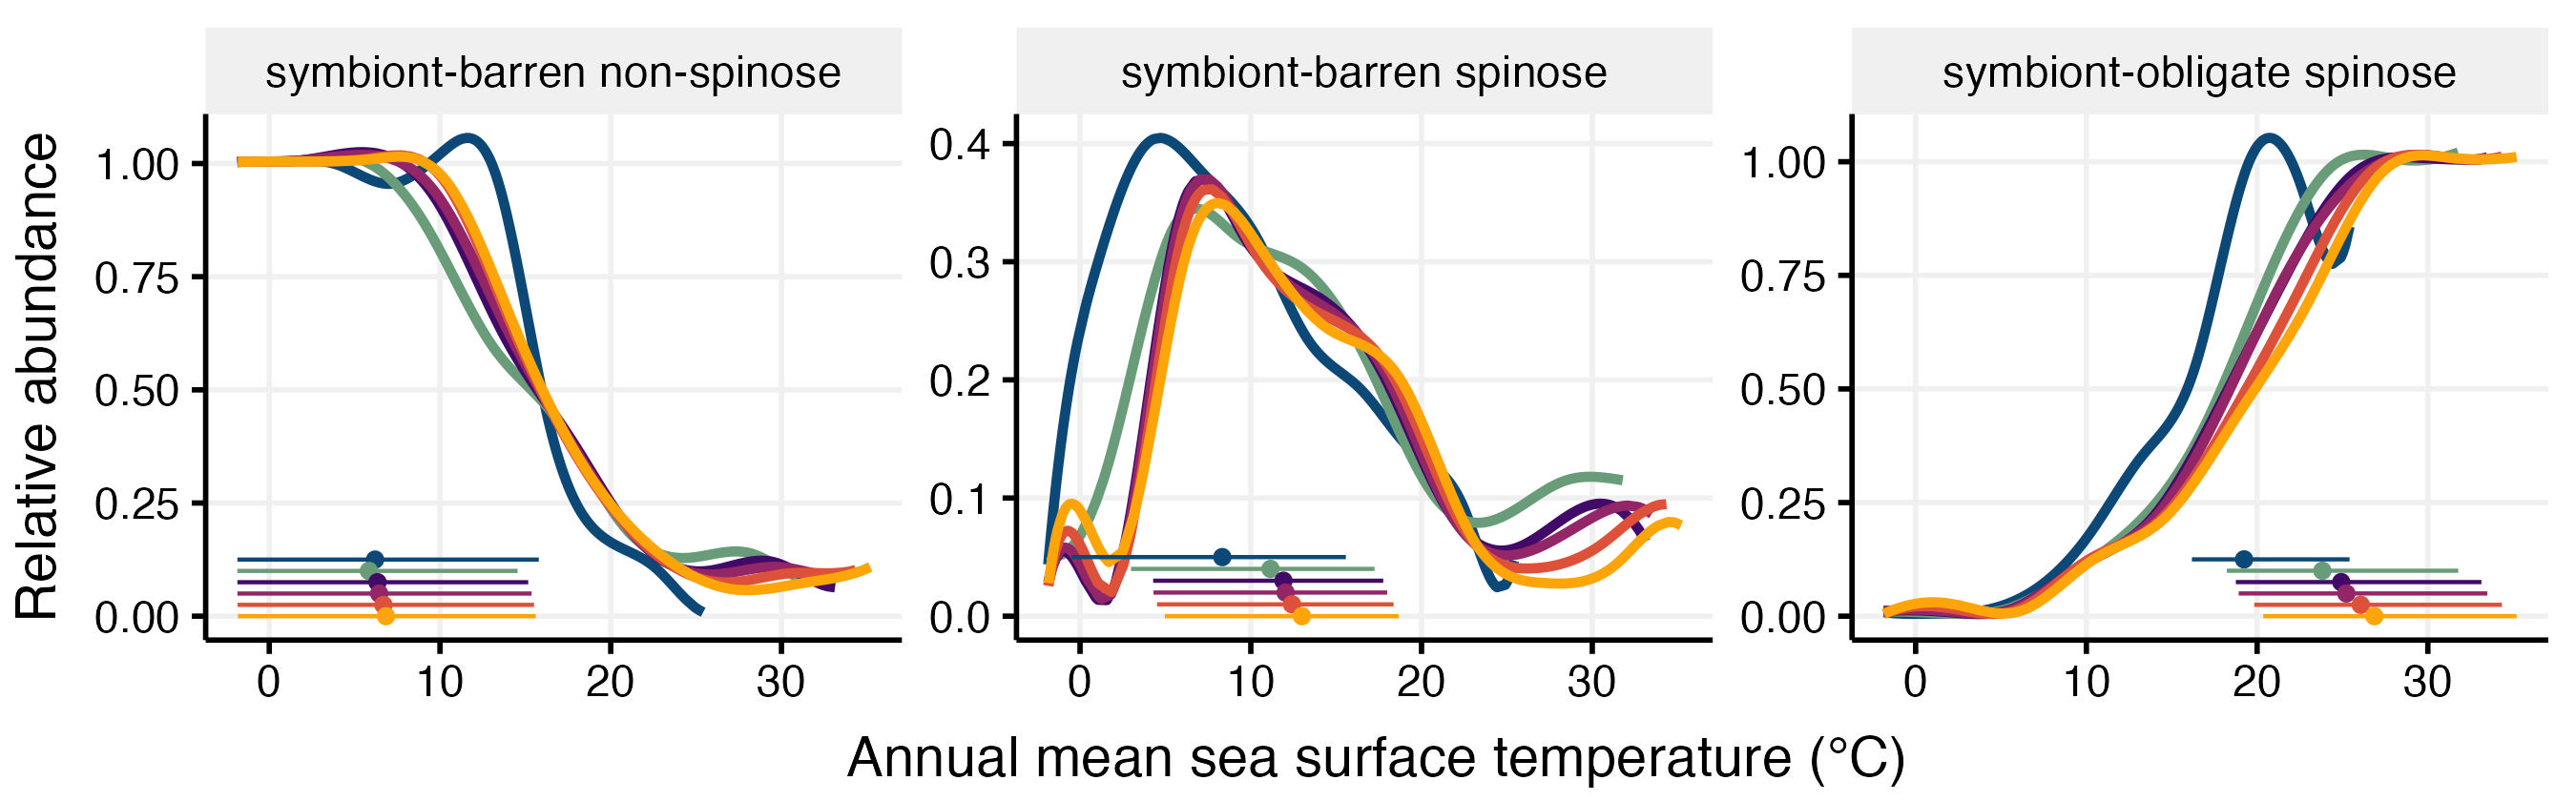 symbiont-barren non-spinose
symbiont-barren spinose
symbiont-obligate spinose
Relative abundance
1.00
0.75
0.50
0.25
0.00
0 10 20 30
0.4
0.3
0.2
0.1
0.0
0 10 20 30
1.00
0.75
0.50
0.25
0.00
0 10 20 30
Annual mean sea surface temperature (°C)